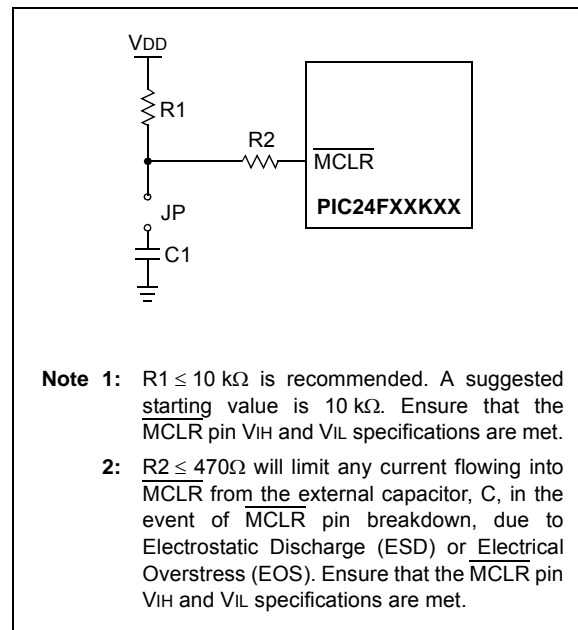 VDD
R1
R2
MCLR
PIC24FXXKXX
JP
C1
Note 1: R1 ≤ 10 kΩ is recommended. A suggested
starting value is 10 kΩ. Ensure that the
MCLR pin VIH and VIL specifications are met.
2: R2 ≤ 470Ω will limit any current flowing into
MCLR from the external capacitor, C, in the
event of MCLR pin breakdown, due to
Electrostatic Discharge (ESD) or Electrical
Overstress (EOS). Ensure that the MCLR pin
VIH and VIL specifications are met.